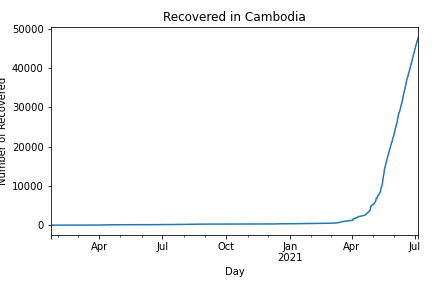 Recovered in Cambodia
50000
40000
30000
20000
10000
0
Number of Recovered
Apr
Jul
Oct
Jan
2021
Apr
Jul
Day